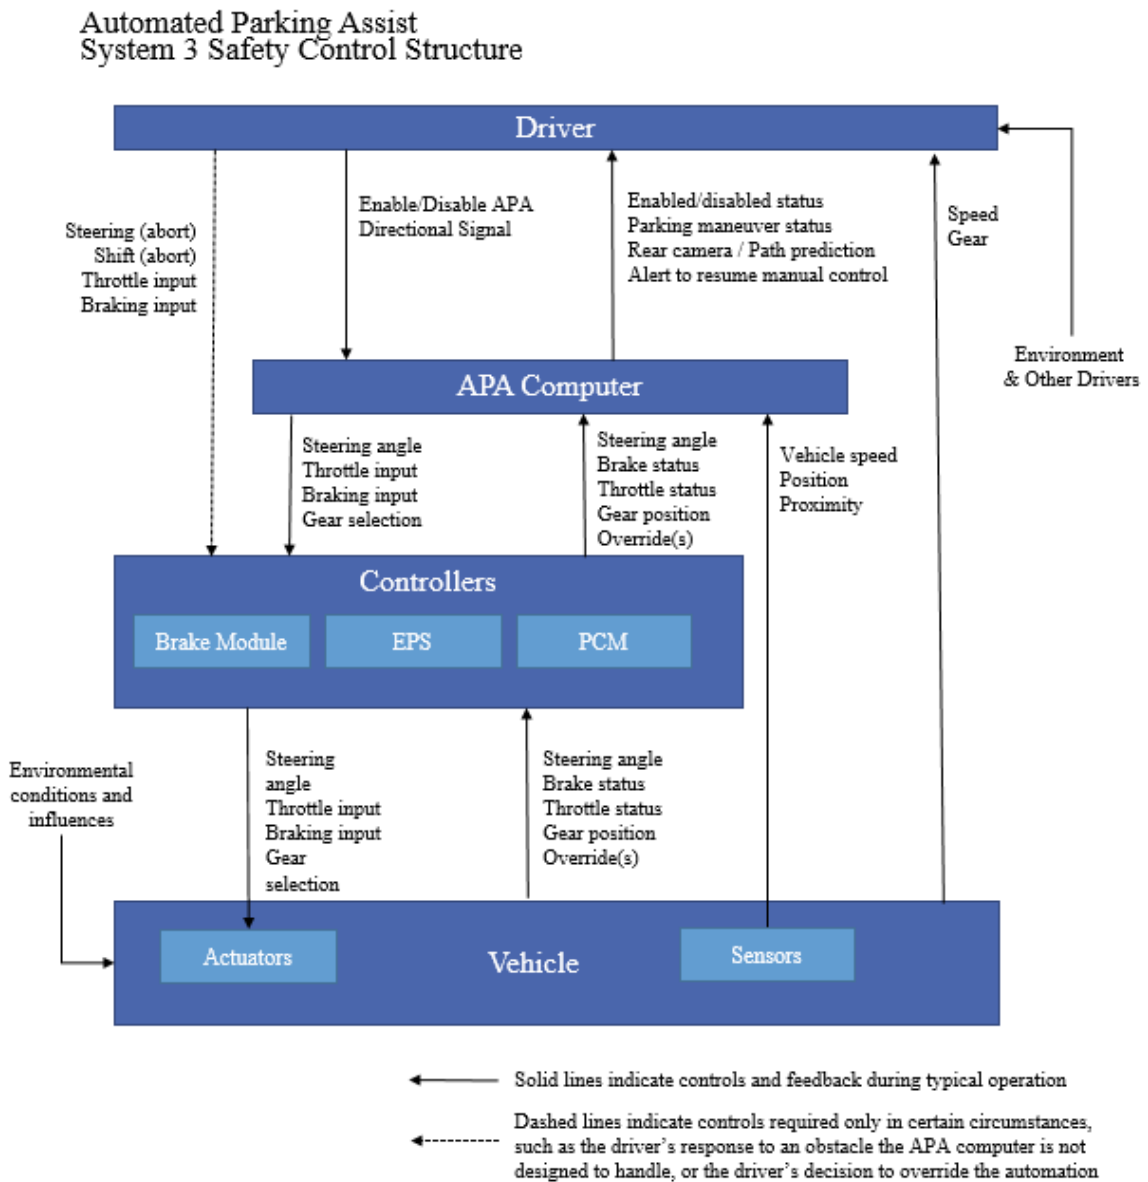 Automated Parking Assist
System 3 Safety Control Structure
Driver
Steering (abort)
Shift (abort)
Throttle input
Braking input
Enable/Disable APA
Directional Signal
Enabled/disabled status
Parking maneuver status
Rear camera / Path prediction
Alert to resume manual control
Speed
Gear
Environment
& Other Drivers
APA Computer
Steering angle
Throttle input
Braking input
Gear selection
Steering angle
Brake status
Throttle status
Gear position
Override(s)
Vehicle speed
Position
Proximity
Controllers
Brake Module
EPS
PCM
Environmental
conditions and
influences
Steering
angle
Throttle input
Braking input
Gear
selection
Steering angle
Brake status
Throttle status
Gear position
Override(s)
Actuators
Vehicle
Sensors
Solid lines indicate controls and feedback during typical operation
Dashed lines indicate controls required only in certain circumstances,
such as the driver's response to an obstacle the APA computer is not
designed to handle, or the driver's decision to override the automation